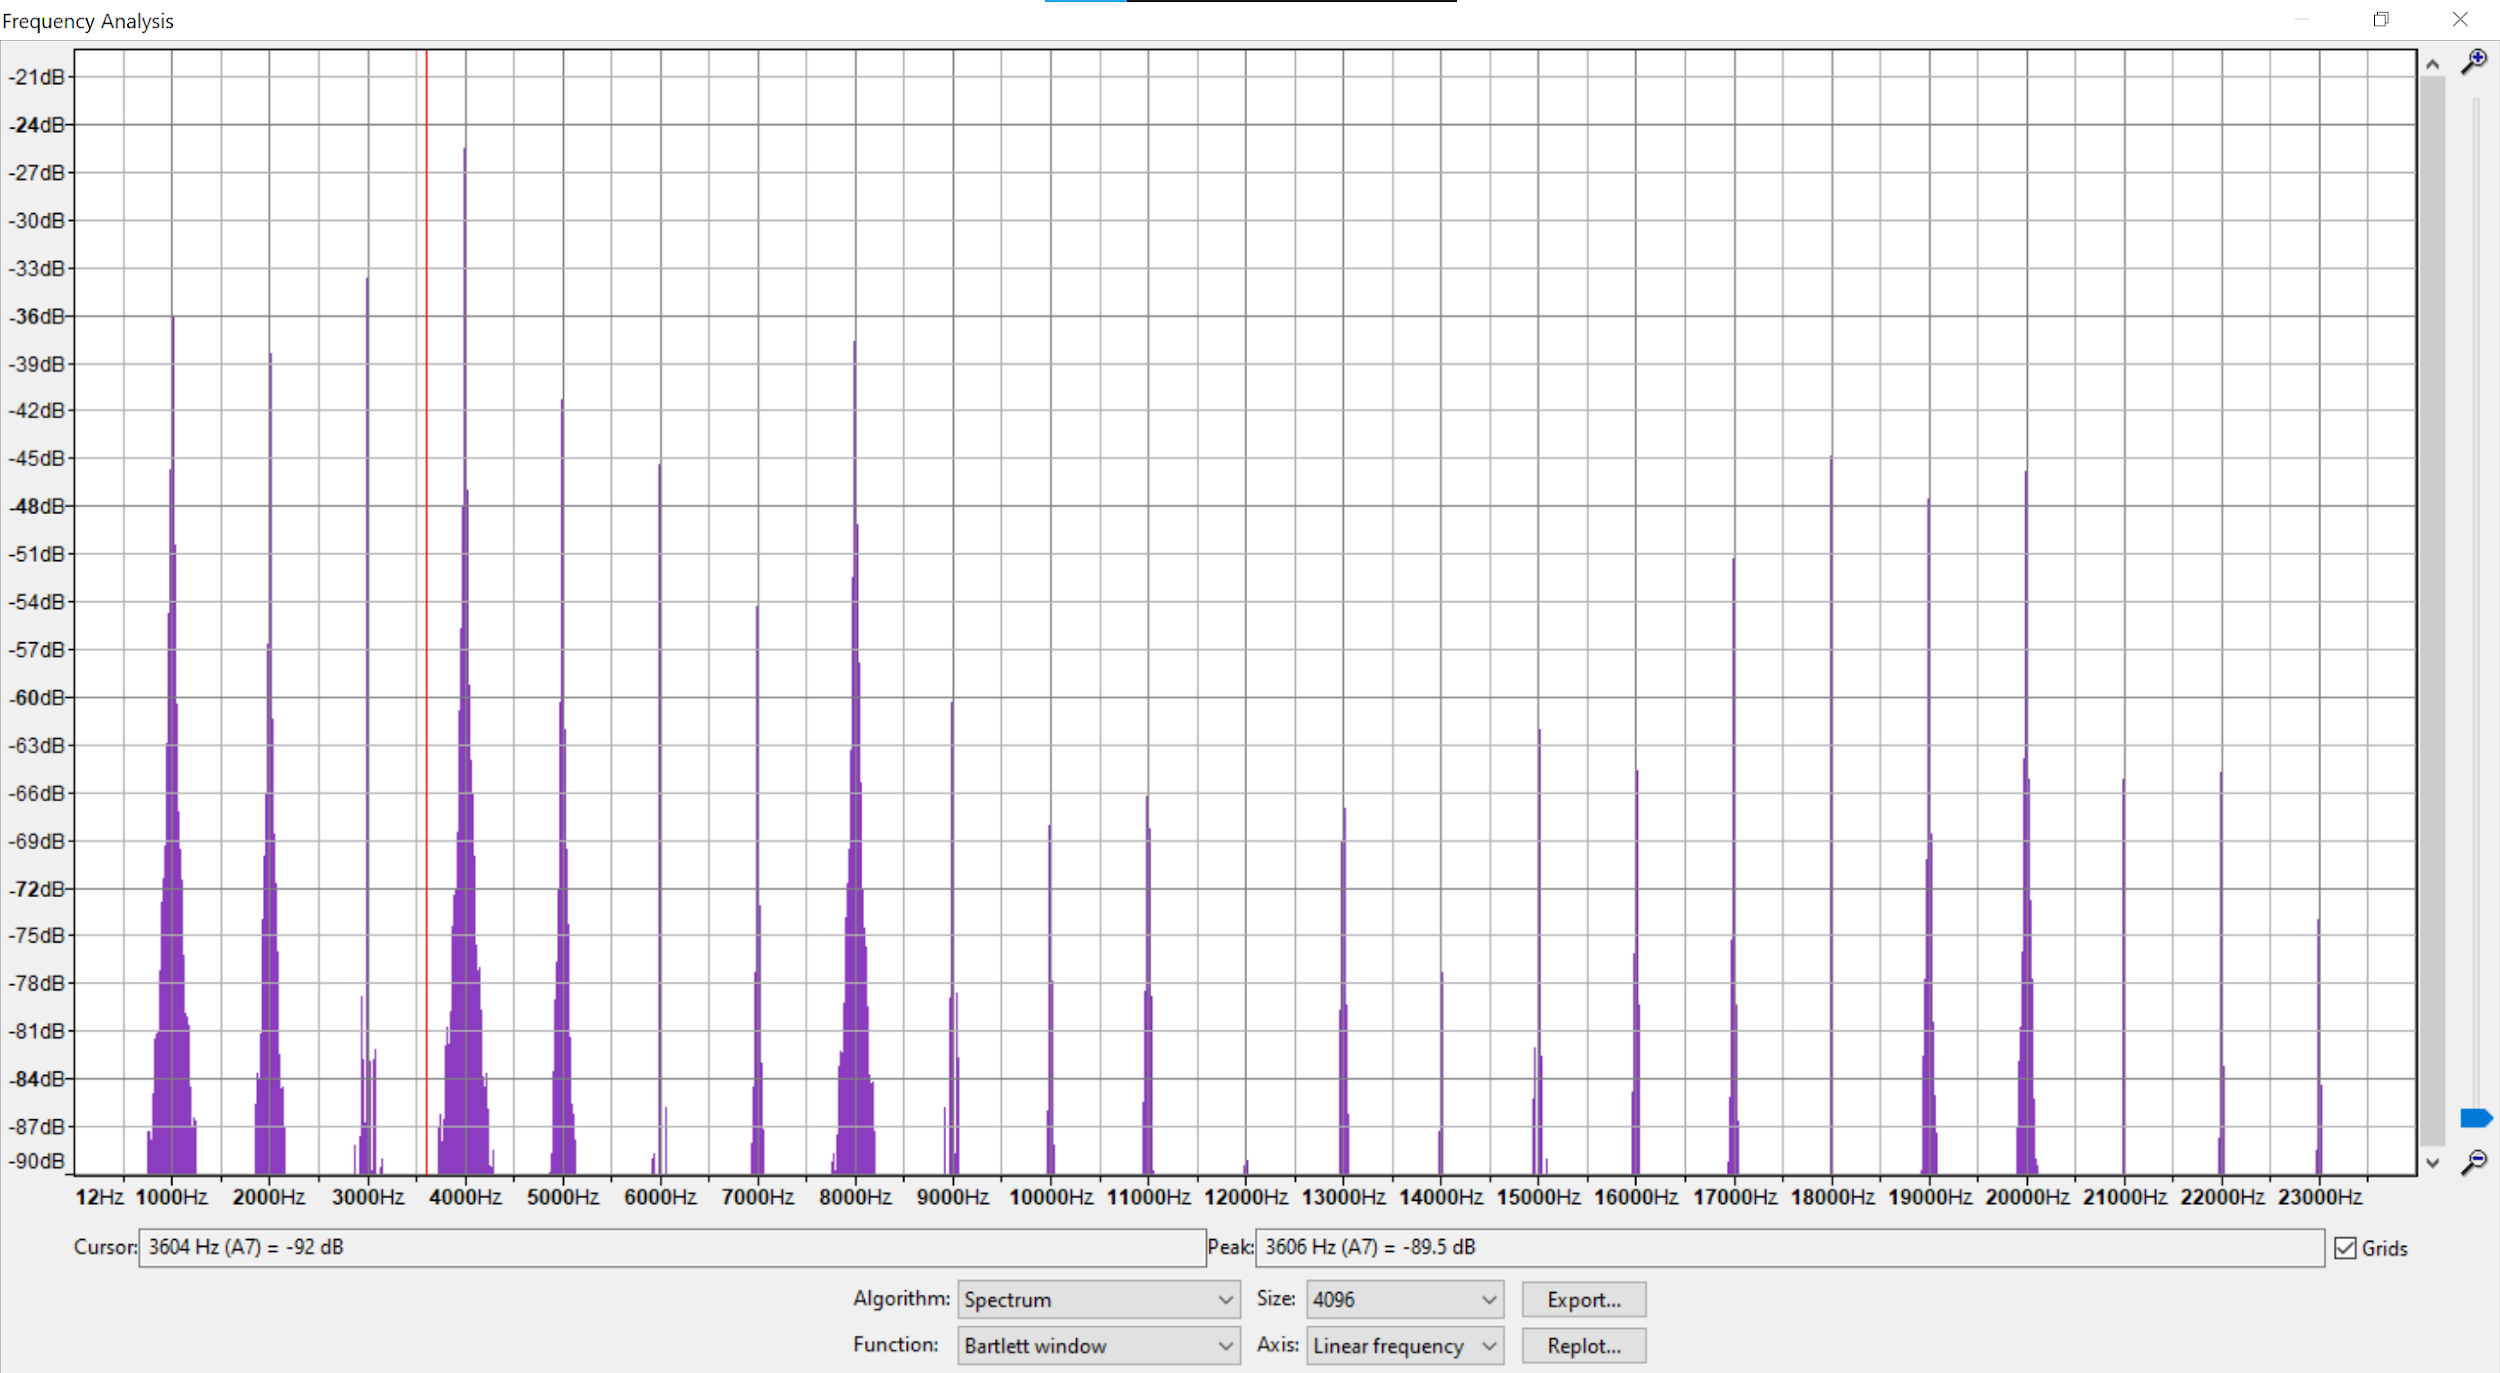 Frequency Analysis
-21dB
-24dB
-27dB
-30dB
-33dB
-36dB
-39dB
-42dB
-45dB
-48dB
-51dB
-54dB
-57dB
-60dB
-63dB
-66dB
-69dB
-72dB
-75dB
-78dB
-81dB
-84dB
-87dB
-90dB
12Hz 1000Hz 2000Hz 3000Hz 4000Hz 5000Hz 6000Hz 7000Hz 8000Hz 9000Hz 10000Hz 11000Hz 12000Hz 13000Hz 14000Hz 15000Hz 16000Hz 17000Hz 18000Hz 19000Hz 20000Hz 21000Hz 22000Hz 23000Hz
Cursor: 3604 Hz (A7) = -92 dB Peak: 3606 Hz (A7) = -89.5 dB Grids
Algorithm: Spectrum Size: 4096 Export...
Function: Bartlett window Axis: Linear frequency Replot...